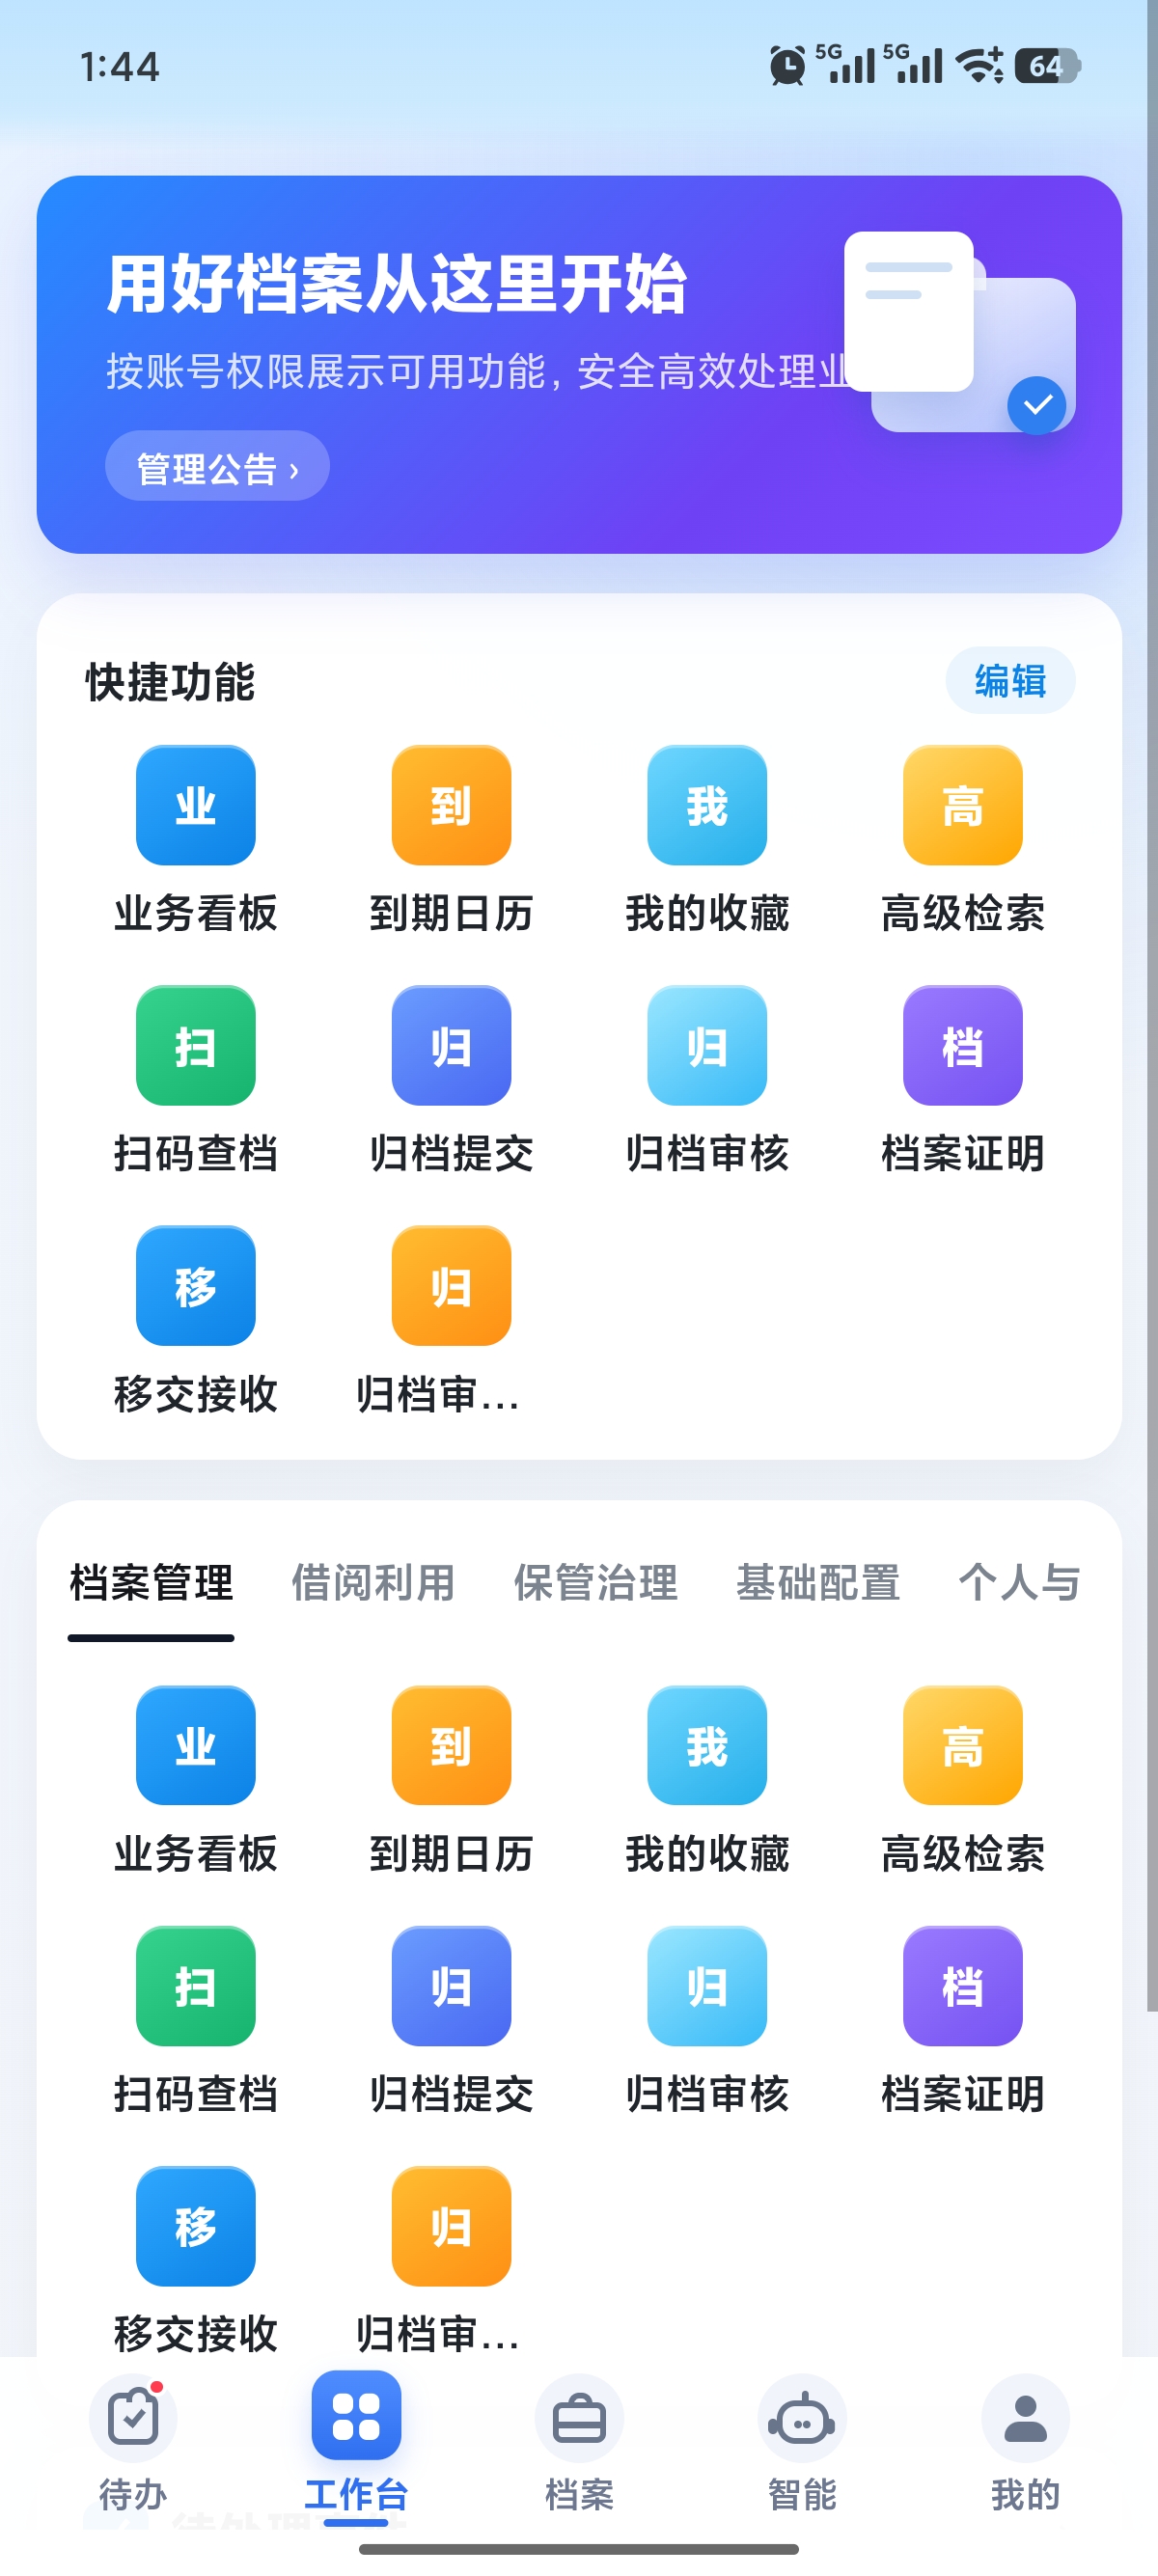 1:44
5G 5G 64
用好档案从这里开始
按账号权限展示可用功能，安全高效处理业
管理公告 ›
快捷功能
编辑
业 到 我 高
业务看板 到期日历 我的收藏 高级检索
扫 归 归 档
扫码查档 归档提交 归档审核 档案证明
移 归
移交接收 归档审...
档案管理 借阅利用 保管治理 基础配置 个人与
业 到 我 高
业务看板 到期日历 我的收藏 高级检索
扫 归 归 档
扫码查档 归档提交 归档审核 档案证明
移 归
移交接收 归档审...
待办 工作台 档案 智能 我的